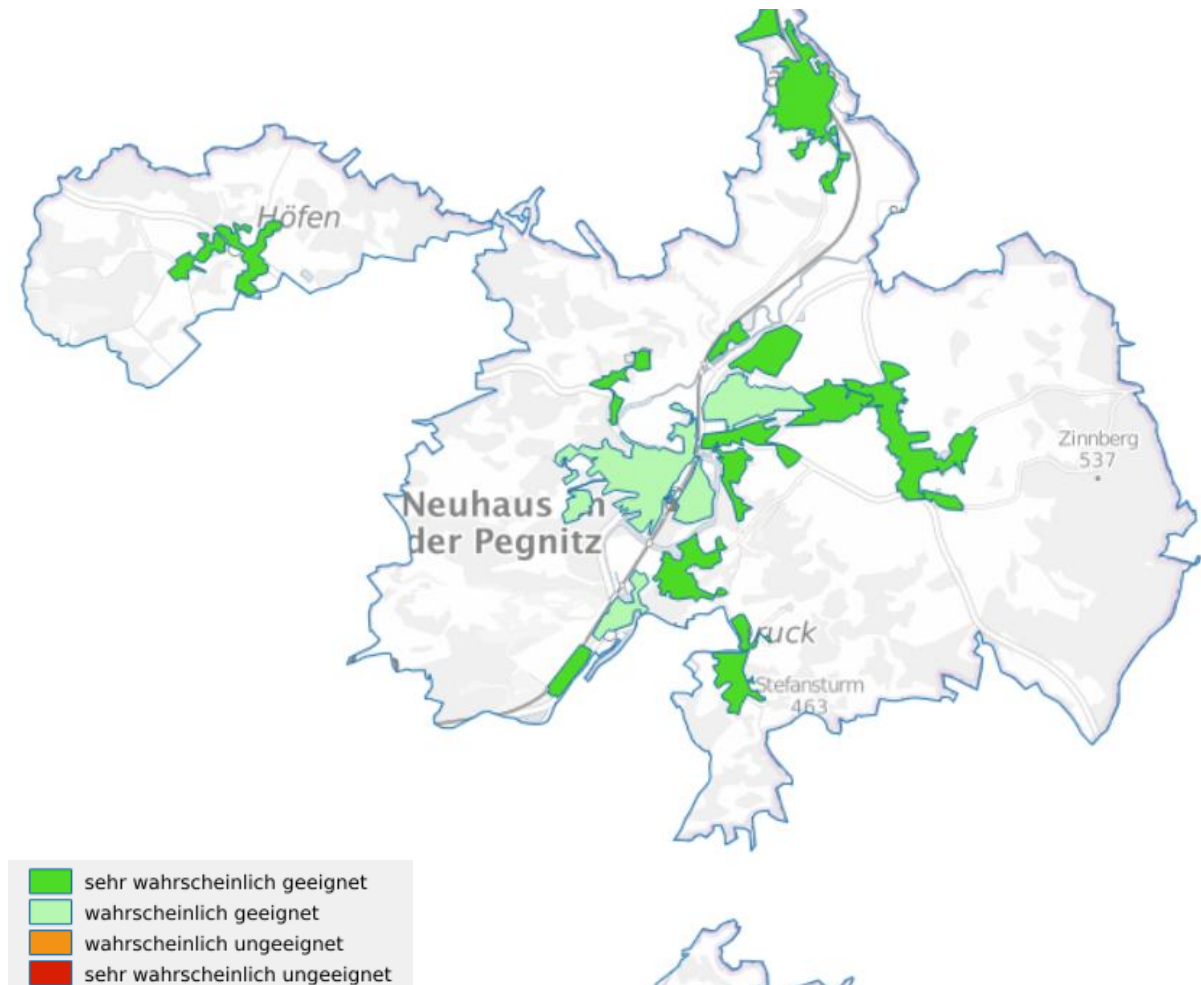 Höfen
Zinnberg
537
Neuhaus
der Pegnitz
ruck
Stefansturm
463
sehr wahrscheinlich geeignet
wahrscheinlich geeignet
wahrscheinlich ungeeignet
sehr wahrscheinlich ungeeignet